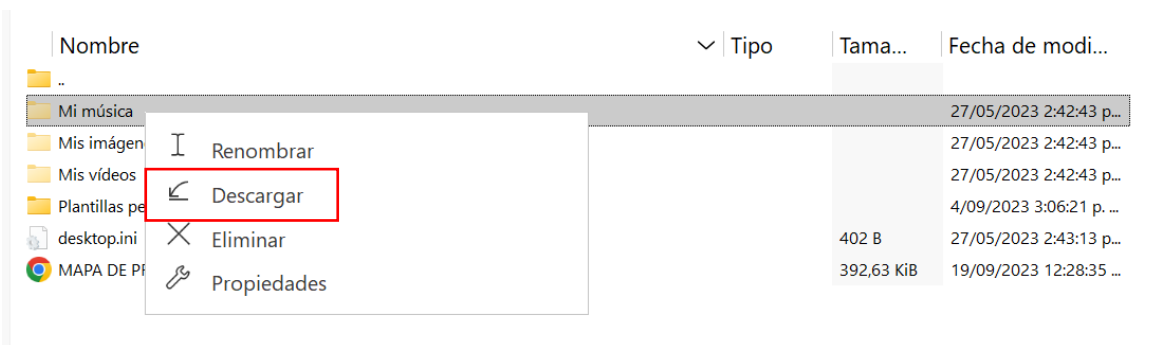 Nombre Tipo Tama... Fecha de modi...
..
Mi música 27/05/2023 2:42:43 p...
Mis imágen 27/05/2023 2:42:43 p...
Mis vídeos 27/05/2023 2:42:43 p...
Plantillas pe 4/09/2023 3:06:21 p. ...
desktop.ini 402 B 27/05/2023 2:43:13 p...
MAPA DE PR 392,63 KiB 19/09/2023 12:28:35 ...
Renombrar
Descargar
Eliminar
Propiedades